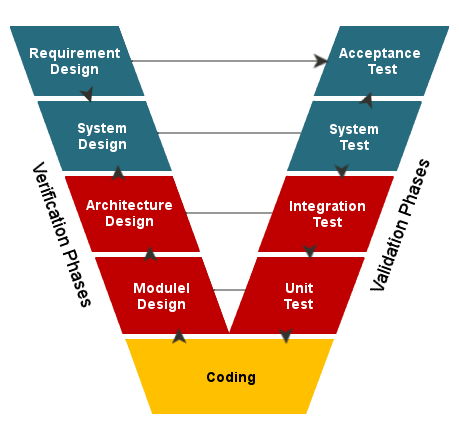 Requirement
Design
Acceptance
Test
System
Design
System
Test
Architecture
Design
Integration
Test
Modulel
Design
Unit
Test
Coding
Verification Phases
Validation Phases